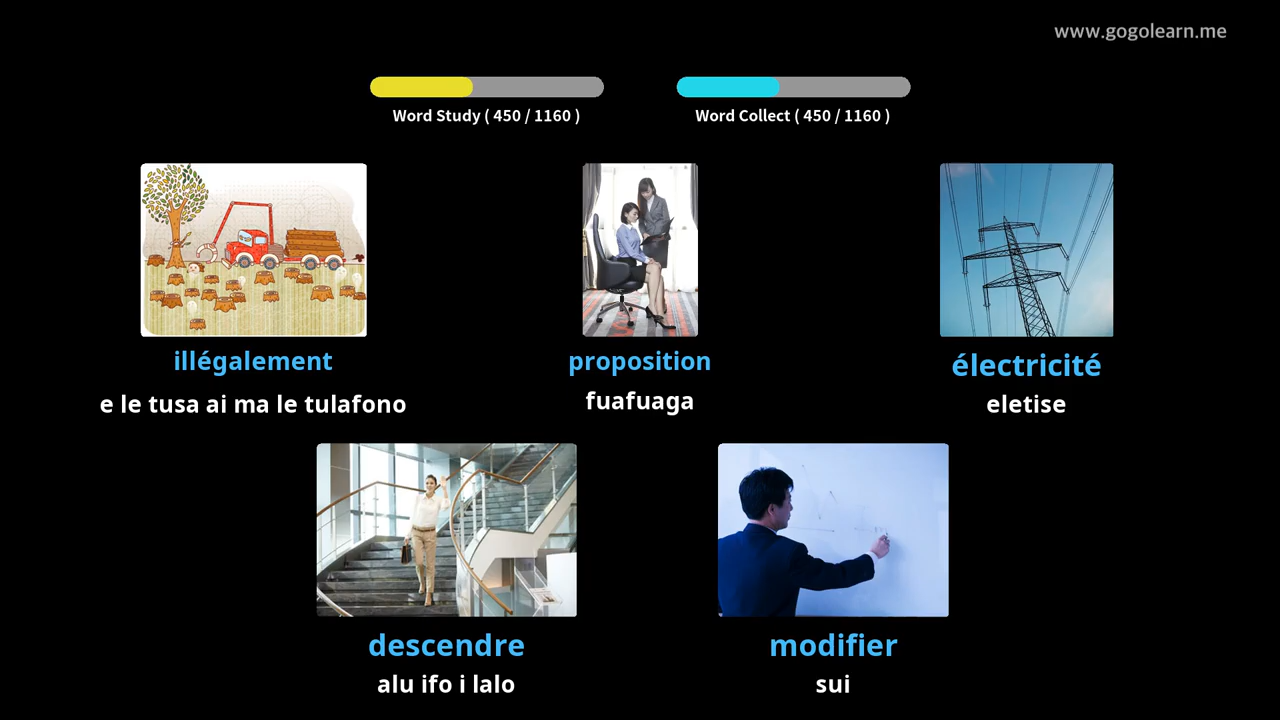 www.gogolearn.me
Word Study ( 450 / 1160 )
Word Collect ( 450 / 1160 )
illégalement
e le tusa ai ma le tulafono
proposition
fuafuaga
électricité
eletise
descendre
alu ifo i lalo
modifier
sui